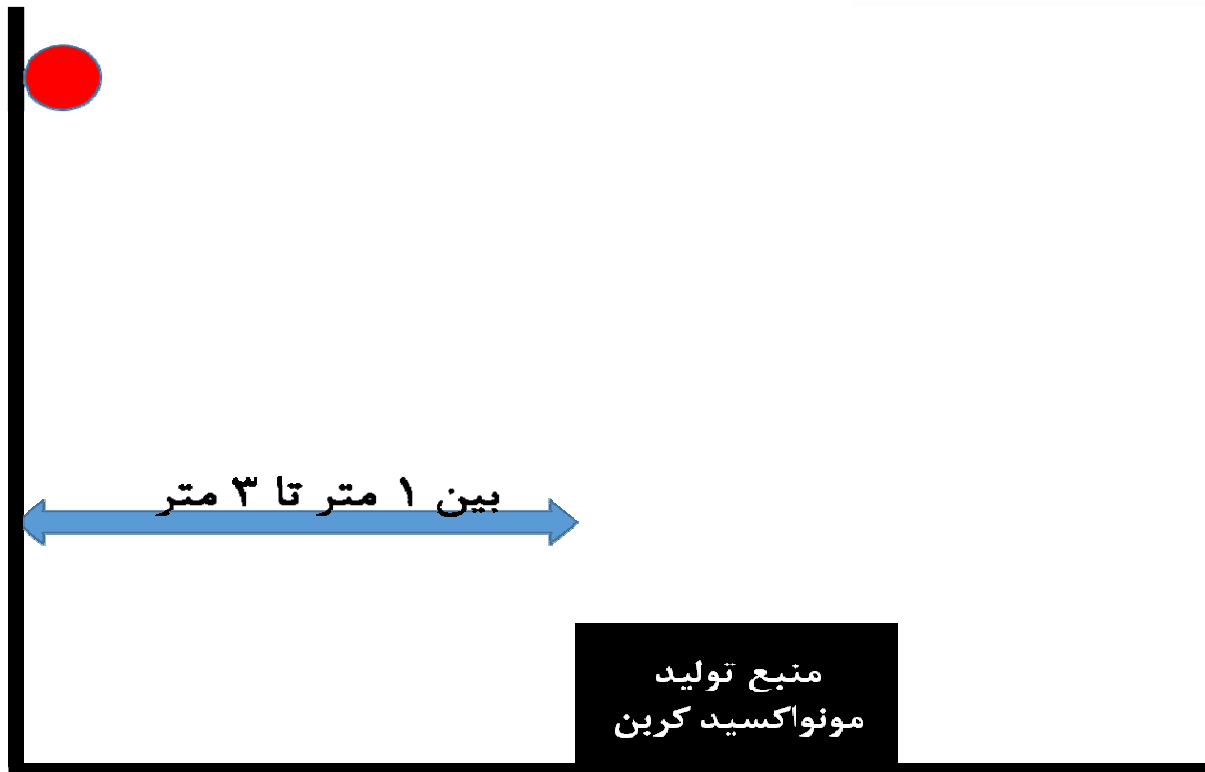 بین ۱ متر تا ۳ متر
منبع تولید
مونواکسید کربن